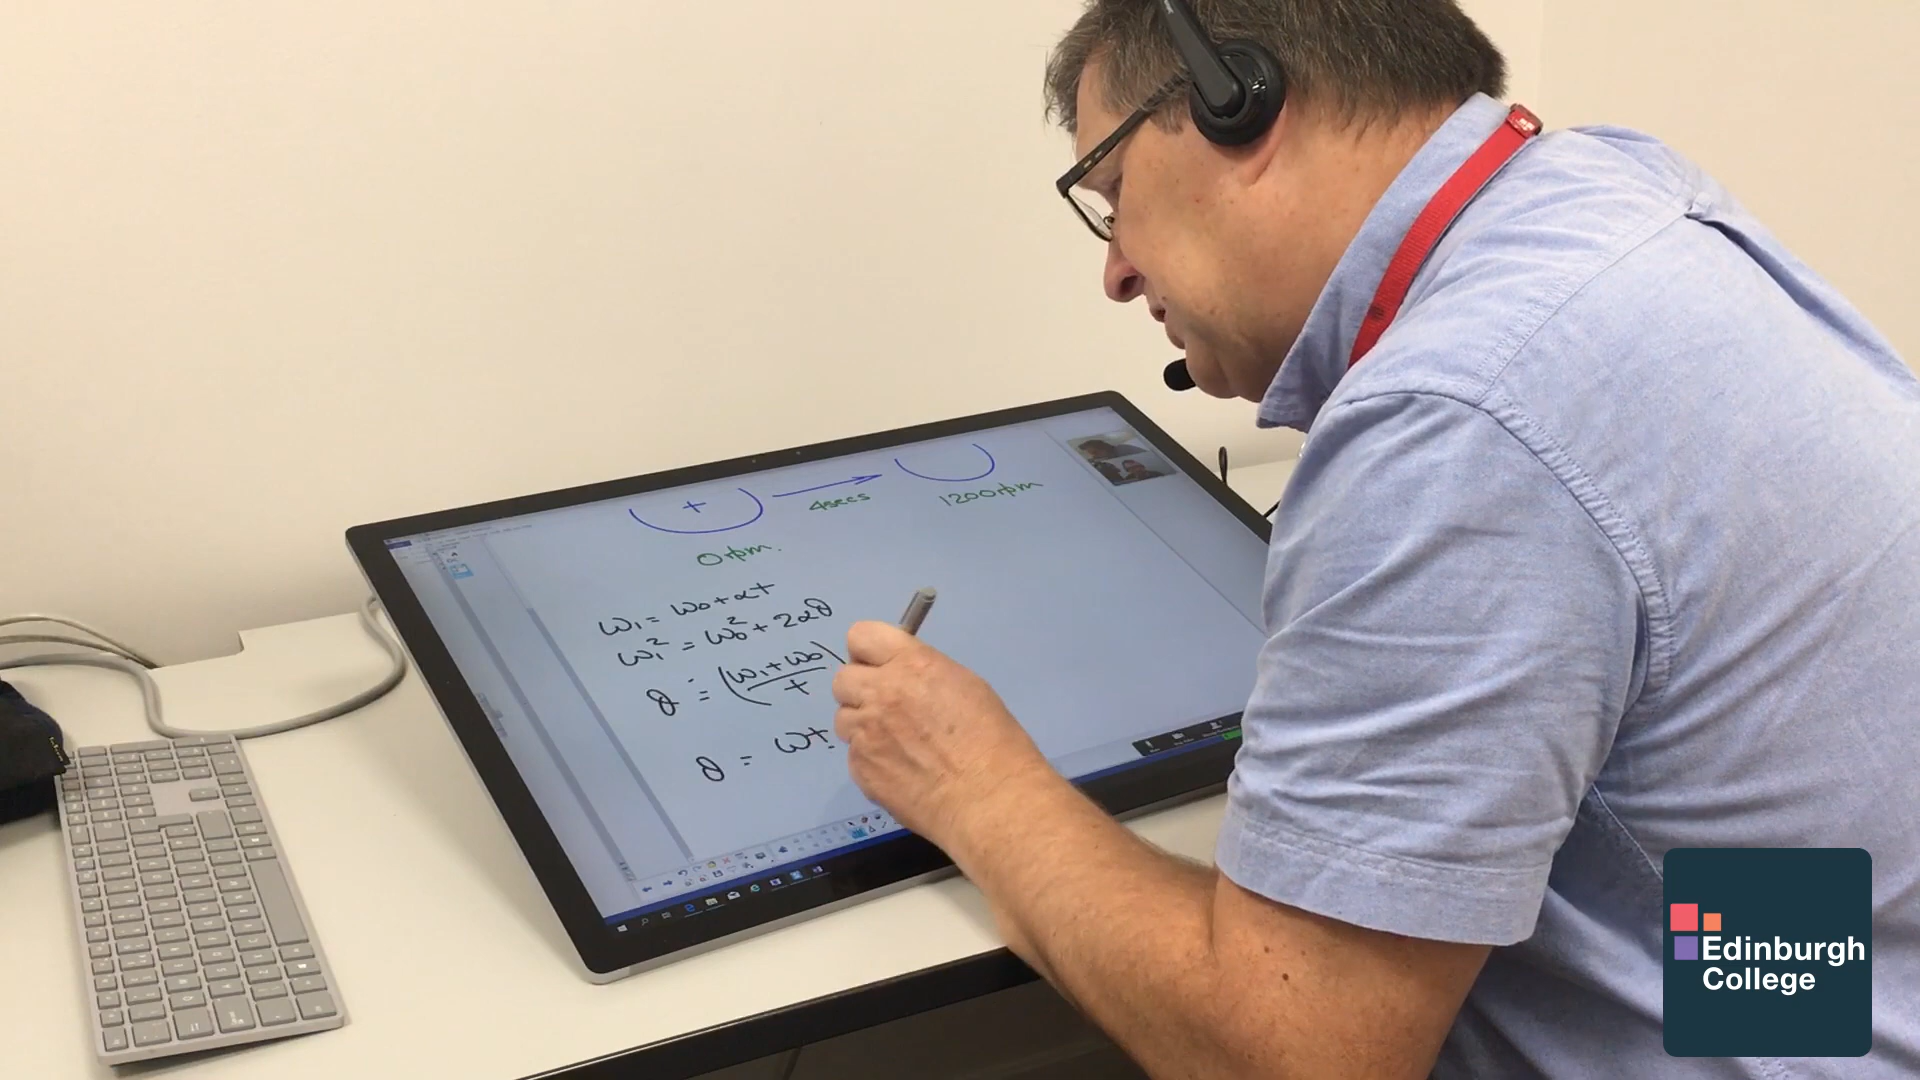 4secs
1200rpm
0rpm.
ω₁ = ω₀ + αt
ω₁² = ω₀² + 2αθ
θ = (ω₁ + ω₀ / t
θ = ωt
Edinburgh
College